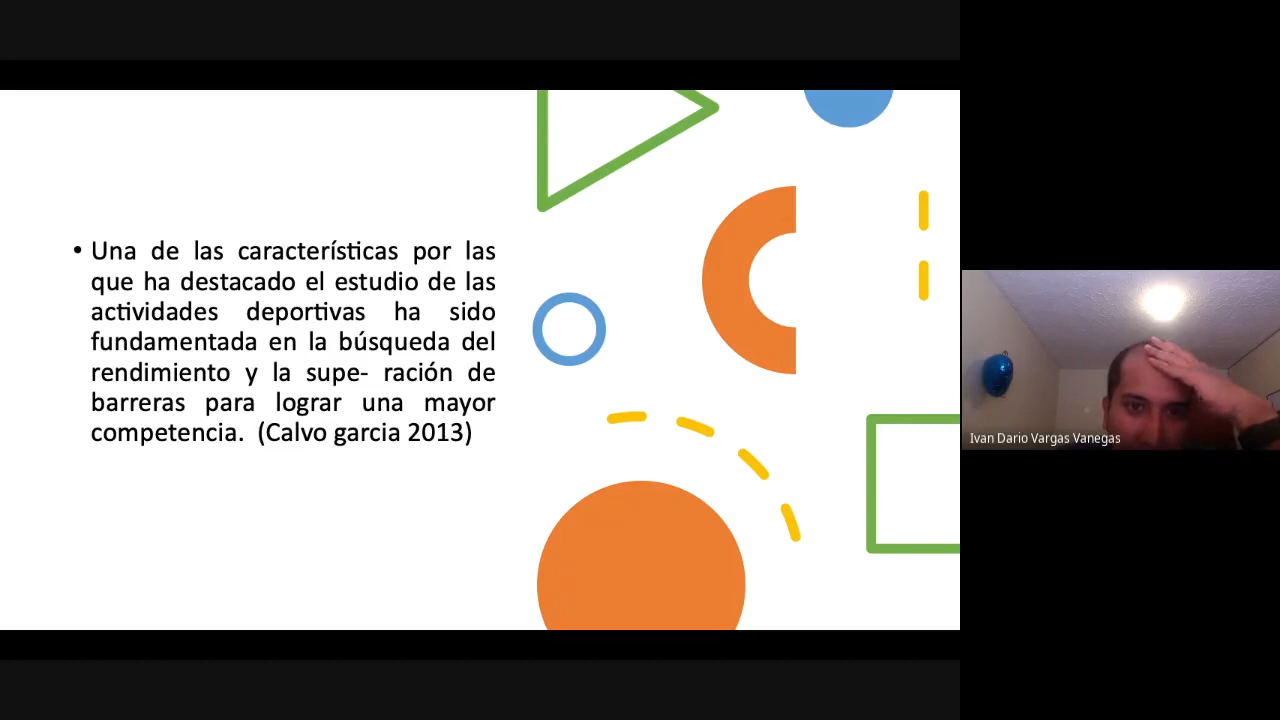 • Una de las características por las
que ha destacado el estudio de las
actividades deportivas ha sido
fundamentada en la búsqueda del
rendimiento y la supe- ración de
barreras para lograr una mayor
competencia. (Calvo garcia 2013)
Ivan Dario Vargas Vanegas